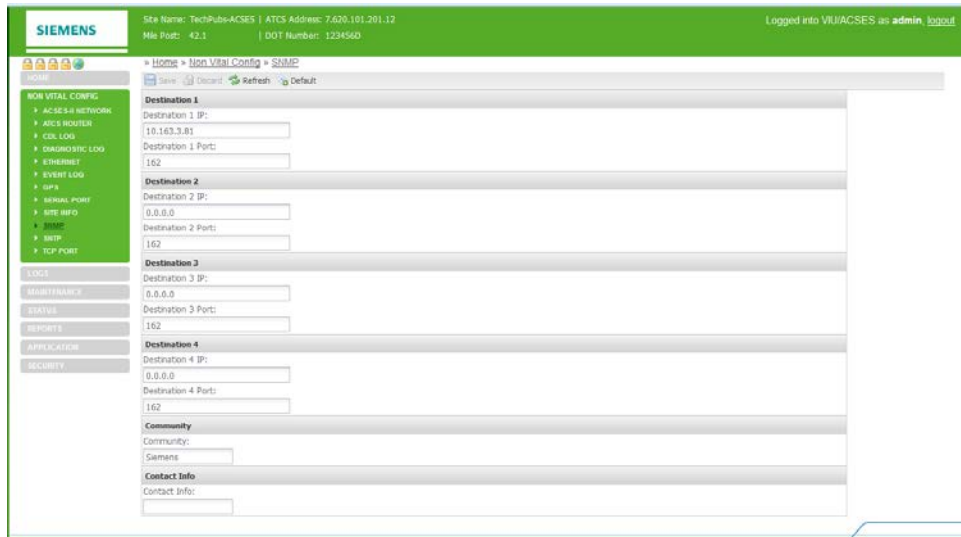 SIEMENS
Site Name: TechPubs-ACSES | ATCS Address: 7.620.101.201.12
Mile Post: 42.1 | DOT Number: 123456D
Logged into VIU/ACSES as admin, logout
» Home » Non Vital Config » SNMP
Save Discard Refresh Default
HOME
NON VITAL CONFIG
ACSES-II NETWORK
ATCS ROUTER
CDL LOG
DIAGNOSTIC LOG
ETHERNET
EVENT LOG
GPS
SERIAL PORT
SITE INFO
SNMP
SNTP
TCP PORT
LOGS
MAINTENANCE
STATUS
REPORTS
APPLICATION
SECURITY
Destination 1
Destination 1 IP:
10.163.3.81
Destination 1 Port:
162
Destination 2
Destination 2 IP:
0.0.0.0
Destination 2 Port:
162
Destination 3
Destination 3 IP:
0.0.0.0
Destination 3 Port:
162
Destination 4
Destination 4 IP:
0.0.0.0
Destination 4 Port:
162
Community
Community:
Siemens
Contact Info
Contact Info: